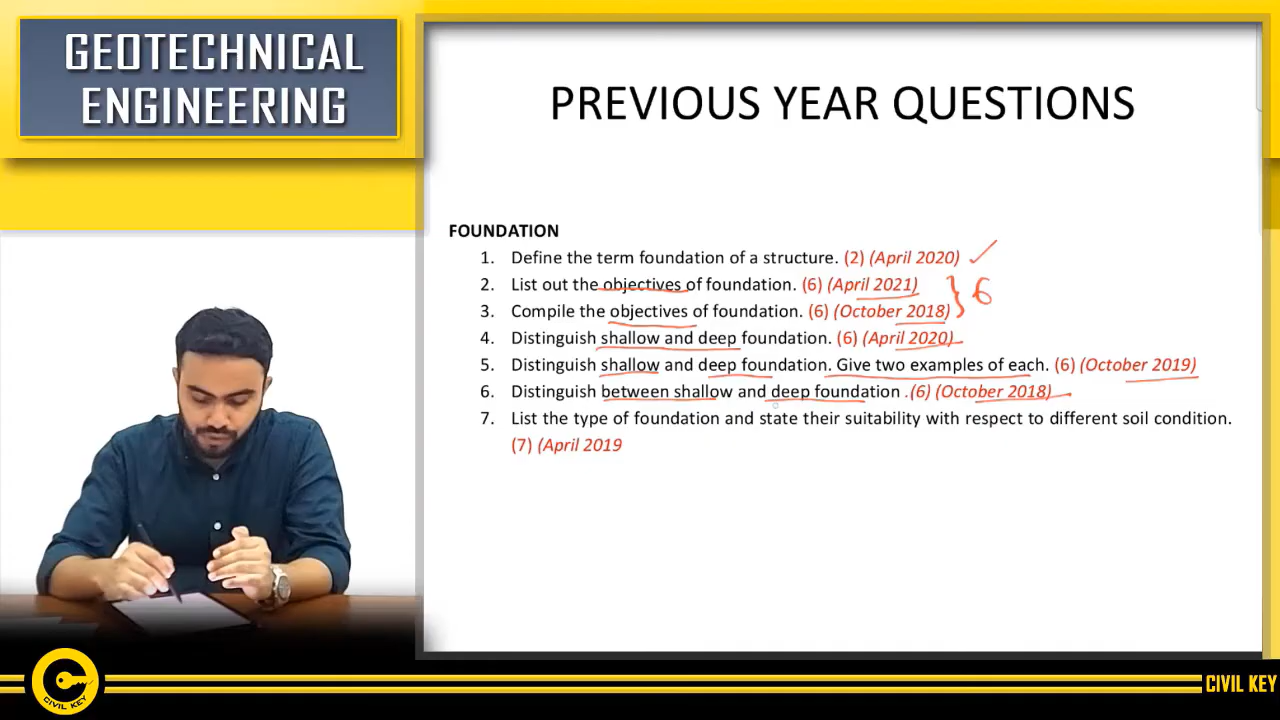 GEOTECHNICAL
ENGINEERING
PREVIOUS YEAR QUESTIONS
FOUNDATION
1. Define the term foundation of a structure. (2) (April 2020)
2. List out the objectives of foundation. (6) (April 2021)
3. Compile the objectives of foundation. (6) (October 2018)
6
4. Distinguish shallow and deep foundation. (6) (April 2020)
5. Distinguish shallow and deep foundation. Give two examples of each. (6) (October 2019)
6. Distinguish between shallow and deep foundation .(6) (October 2018)
7. List the type of foundation and state their suitability with respect to different soil condition.
(7) (April 2019
CIVIL KEY
CIVIL KEY